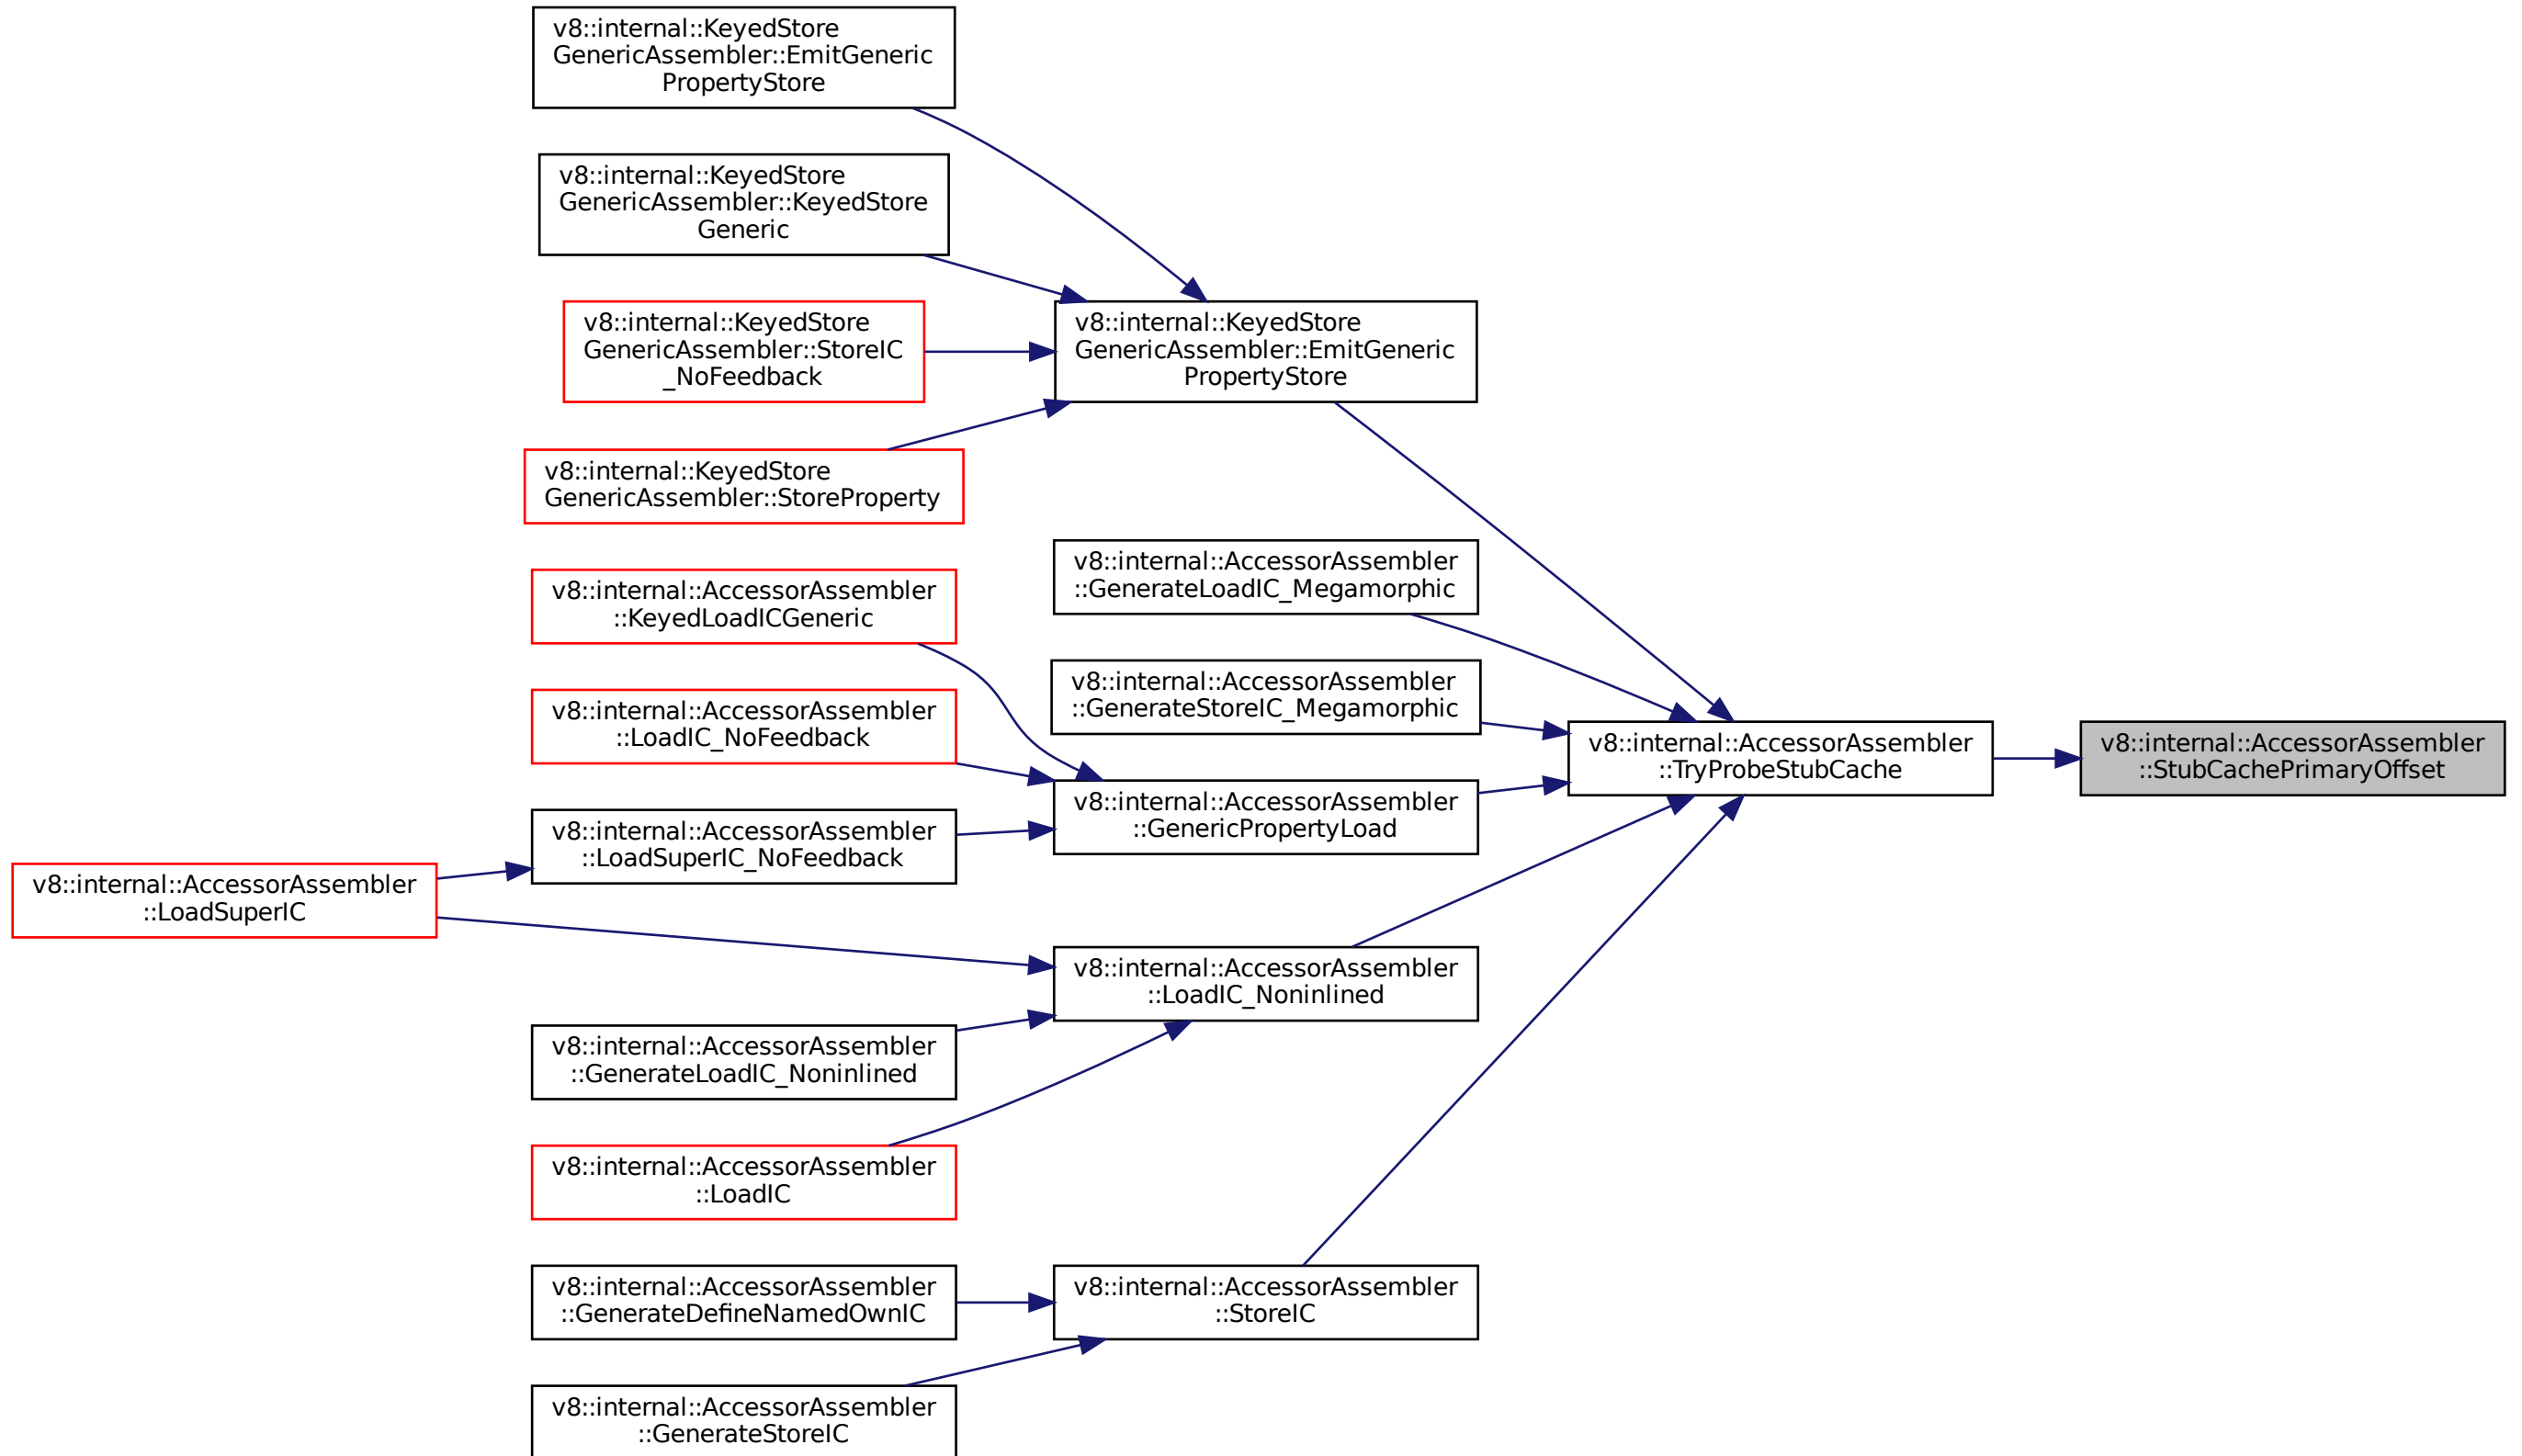 v8::internal::KeyedStore
GenericAssembler::EmitGeneric
PropertyStore
v8::internal::KeyedStore
GenericAssembler::KeyedStore
Generic
v8::internal::KeyedStore
GenericAssembler::StoreIC
_NoFeedback
v8::internal::KeyedStore
GenericAssembler::EmitGeneric
PropertyStore
v8::internal::KeyedStore
GenericAssembler::StoreProperty
v8::internal::AccessorAssembler
::GenerateLoadIC_Megamorphic
v8::internal::AccessorAssembler
::KeyedLoadICGeneric
v8::internal::AccessorAssembler
::GenerateStoreIC_Megamorphic
v8::internal::AccessorAssembler
::LoadIC_NoFeedback
v8::internal::AccessorAssembler
::TryProbeStubCache
v8::internal::AccessorAssembler
::StubCachePrimaryOffset
v8::internal::AccessorAssembler
::GenericPropertyLoad
v8::internal::AccessorAssembler
::LoadSuperIC_NoFeedback
v8::internal::AccessorAssembler
::LoadSuperIC
v8::internal::AccessorAssembler
::LoadIC_Noninlined
v8::internal::AccessorAssembler
::GenerateLoadIC_Noninlined
v8::internal::AccessorAssembler
::LoadIC
v8::internal::AccessorAssembler
::GenerateDefineNamedOwnIC
v8::internal::AccessorAssembler
::StoreIC
v8::internal::AccessorAssembler
::GenerateStoreIC